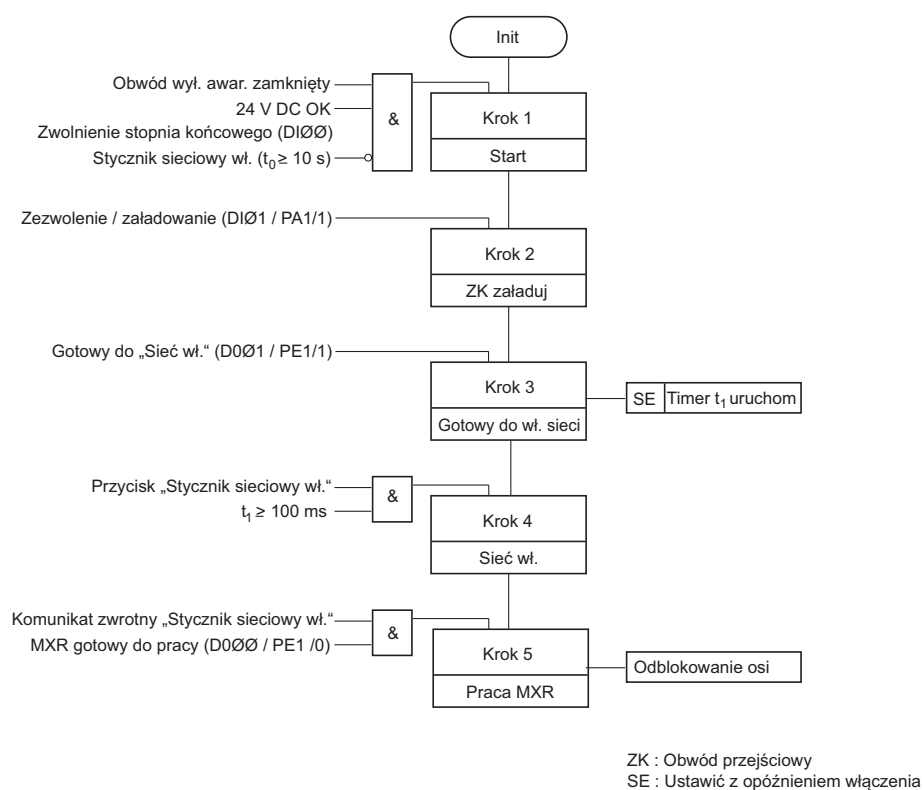 Init
Obwód wył. awar. zamknięty
24 V DC OK
Zwolnienie stopnia końcowego (DIØØ)
Stycznik sieciowy wł. (t0 ≥ 10 s)
&
Krok 1
Start
Zezwolenie / załadowanie (DIØ1 / PA1/1)
Krok 2
ZK załaduj
Gotowy do „Sieć wł.“ (D0Ø1 / PE1/1)
Krok 3
Gotowy do wł. sieci
SE Timer t1 uruchom
Przycisk „Stycznik sieciowy wł.“
t1 ≥ 100 ms
&
Krok 4
Sieć wł.
Komunikat zwrotny „Stycznik sieciowy wł.“
MXR gotowy do pracy (D0ØØ / PE1 /0)
&
Krok 5
Praca MXR
Odblokowanie osi
ZK : Obwód przejściowy
SE : Ustawić z opóźnieniem włączenia